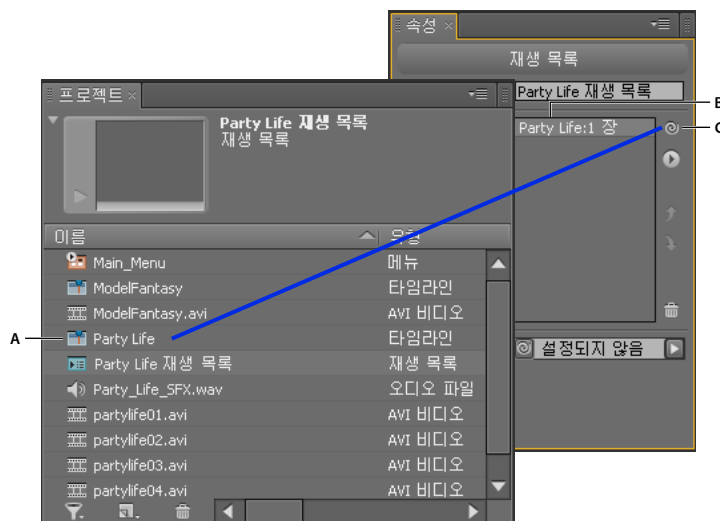 속성
재생 목록
Party Life 재생 목록
B
Party Life:1 장
C
설정되지 않음
프로젝트
Party Life 재생 목록
재생 목록
이름 유형
Main_Menu 메뉴
ModelFantasy 타임라인
ModelFantasy.avi AVI 비디오
A Party Life 타임라인
Party Life 재생 목록 재생 목록
Party_Life_SFX.wav 오디오 파일
partylife01.avi AVI 비디오
partylife02.avi AVI 비디오
partylife03.avi AVI 비디오
partylife04.avi AVI 비디오